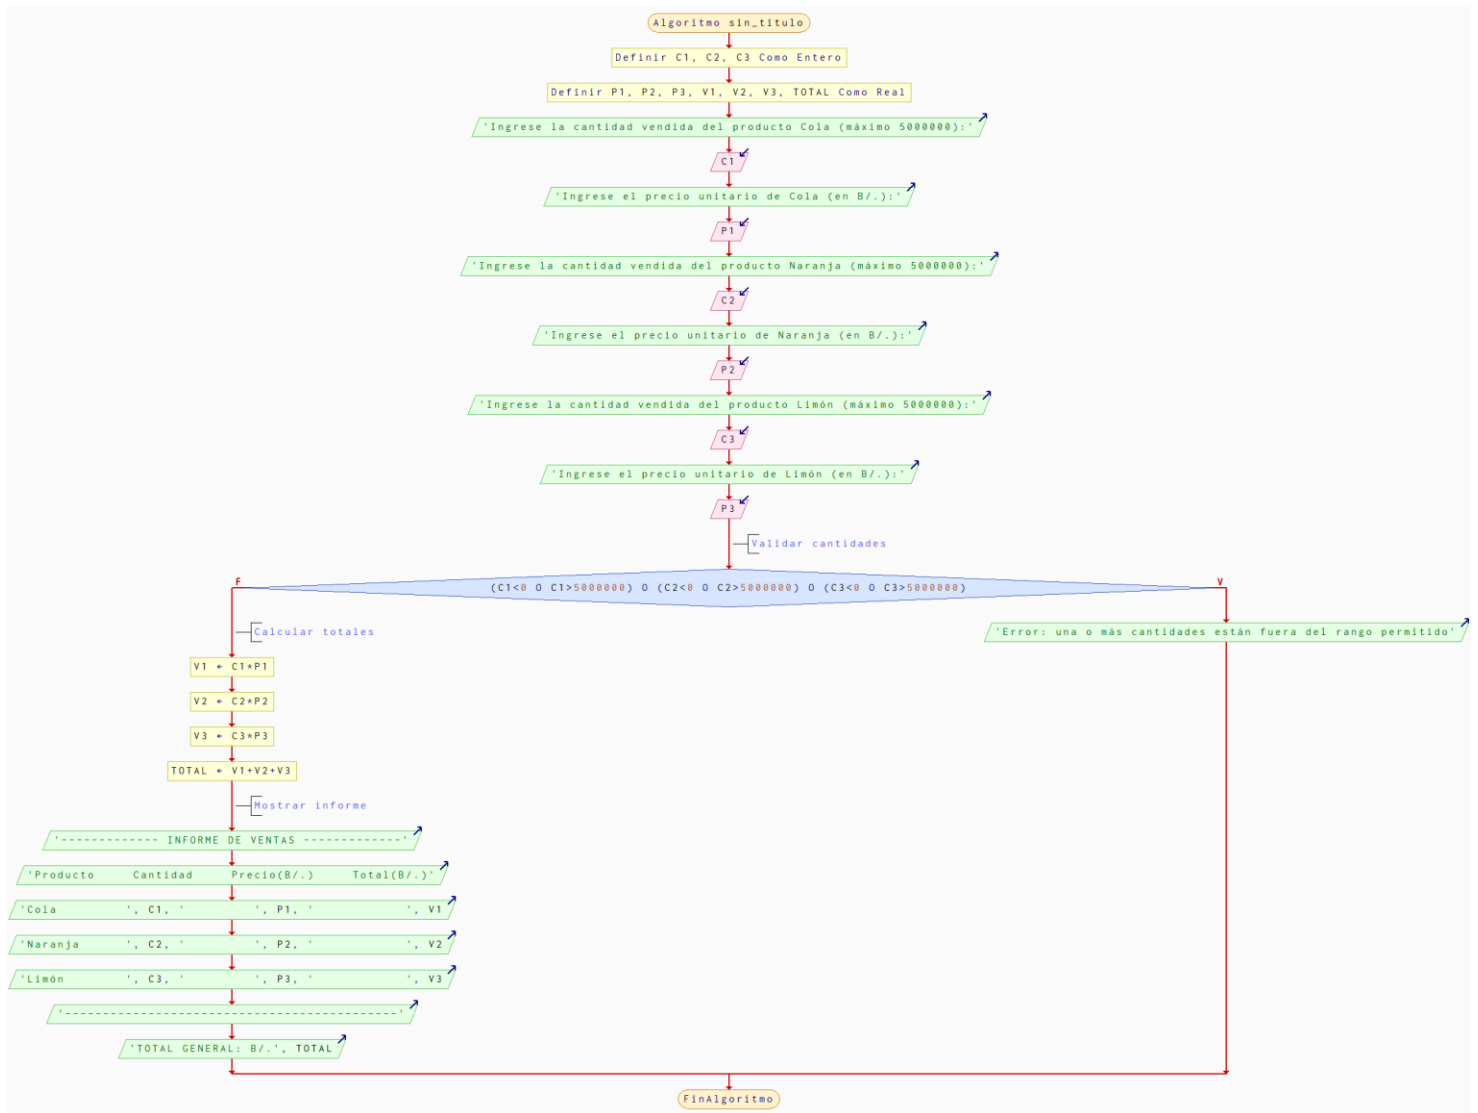 Algoritmo sin_titulo
Definir C1, C2, C3 Como Entero
Definir P1, P2, P3, V1, V2, V3, TOTAL Como Real
'Ingrese la cantidad vendida del producto Cola (máximo 5000000):'
C1
'Ingrese el precio unitario de Cola (en B/.):'
P1
'Ingrese la cantidad vendida del producto Naranja (máximo 5000000):'
C2
'Ingrese el precio unitario de Naranja (en B/.):'
P2
'Ingrese la cantidad vendida del producto Limón (máximo 5000000):'
C3
'Ingrese el precio unitario de Limón (en B/.):'
P3
Validar cantidades
F
V
(C1<0 O C1>5000000) O (C2<0 O C2>5000000) O (C3<0 O C3>5000000)
Calcular totales
'Error: una o más cantidades están fuera del rango permitido'
V1 ← C1*P1
V2 ← C2*P2
V3 ← C3*P3
TOTAL ← V1+V2+V3
Mostrar informe
'------------- INFORME DE VENTAS -------------'
'Producto     Cantidad     Precio(B/.)     Total(B/.)'
'Cola         ', C1, '         ', P1, '            ', V1
'Naranja      ', C2, '         ', P2, '            ', V2
'Limón        ', C3, '         ', P3, '            ', V3
'--------------------------------------------'
'TOTAL GENERAL: B/.', TOTAL
FinAlgoritmo